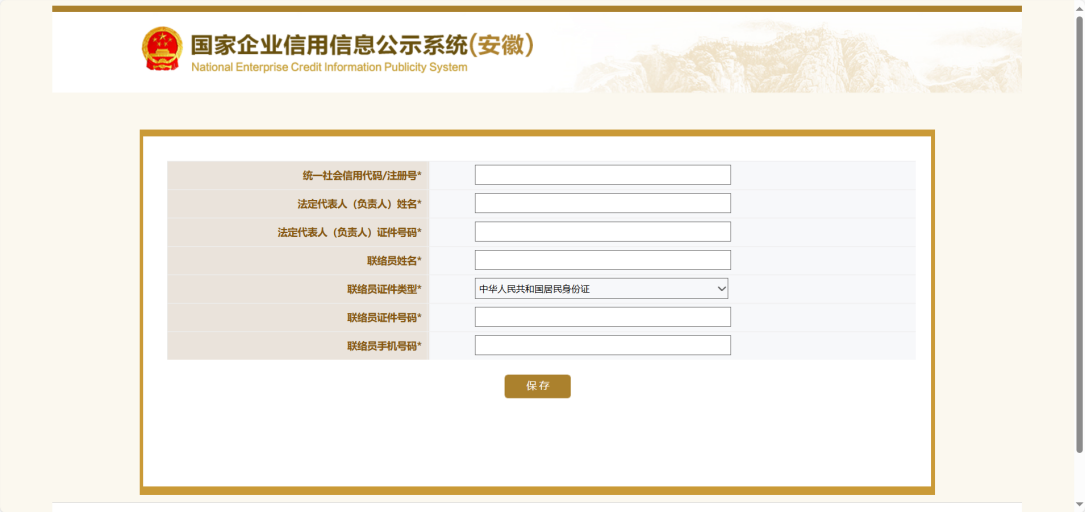 国家企业信用信息公示系统(安徽)
National Enterprise Credit Information Publicity System
统一社会信用代码/注册号*
法定代表人（负责人）姓名*
法定代表人（负责人）证件号码*
联络员姓名*
联络员证件类型*
中华人民共和国居民身份证
联络员证件号码*
联络员手机号码*
保存